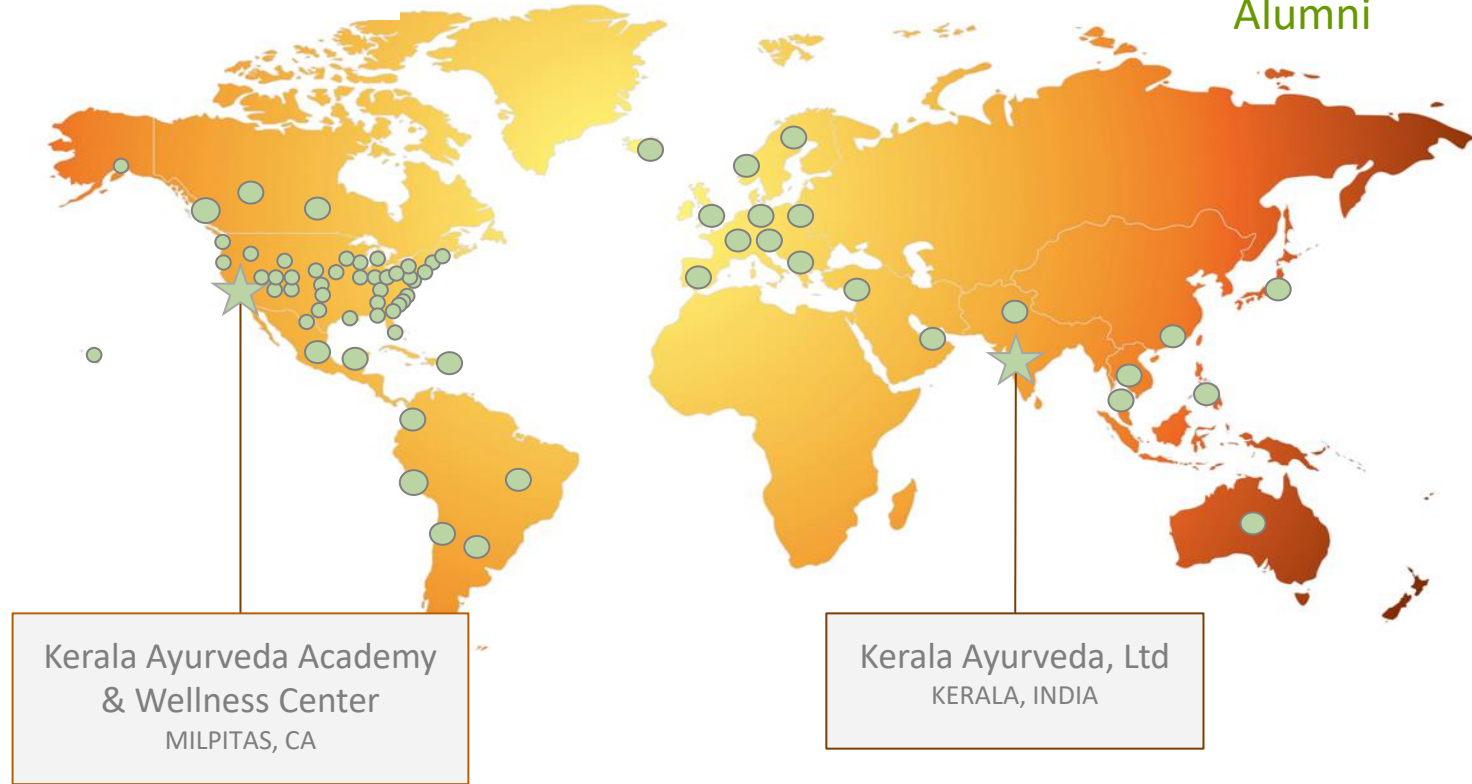 Alumni
Kerala Ayurveda Academy
& Wellness Center
MILPITAS, CA
Kerala Ayurveda, Ltd
KERALA, INDIA